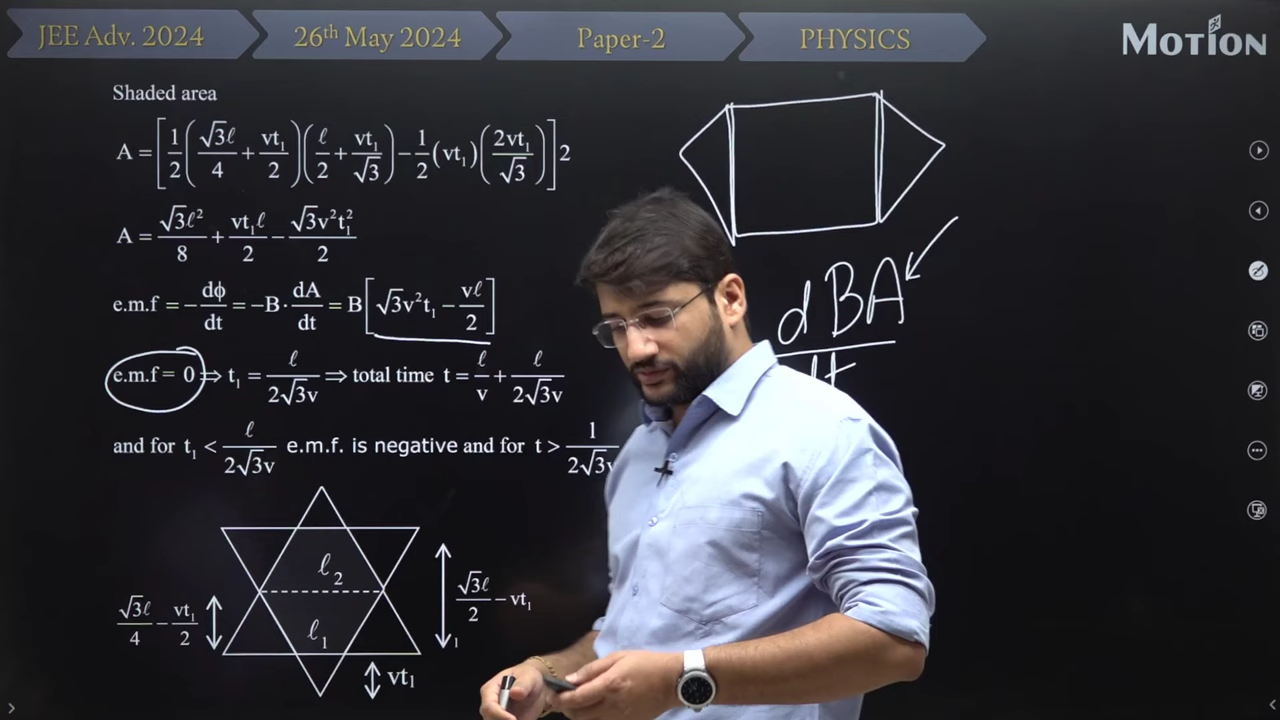 JEE Adv. 2024 26th May 2024 Paper-2 PHYSICS MOTION
Shaded area
A = [1/2(√3ℓ/4 + vt₁/2)(ℓ/2 + vt₁/√3) − 1/2(vt₁)(2vt₁/√3)]2
A = √3ℓ²/8 + vt₁ℓ/2 − √3v²t₁²/2
e.m.f = −dϕ/dt = −B·dA/dt = B[√3v²t₁ − vℓ/2]
e.m.f = 0 ⇒ t₁ = ℓ/2√3v ⇒ total time t = ℓ/v + ℓ/2√3v
and for t₁ < ℓ/2√3v e.m.f. is negative and for t > 1/2√3v
dBA/dt
ℓ₂
√3ℓ/4 − vt₁/2
√3ℓ/2 − vt₁
ℓ₁
1
vt₁